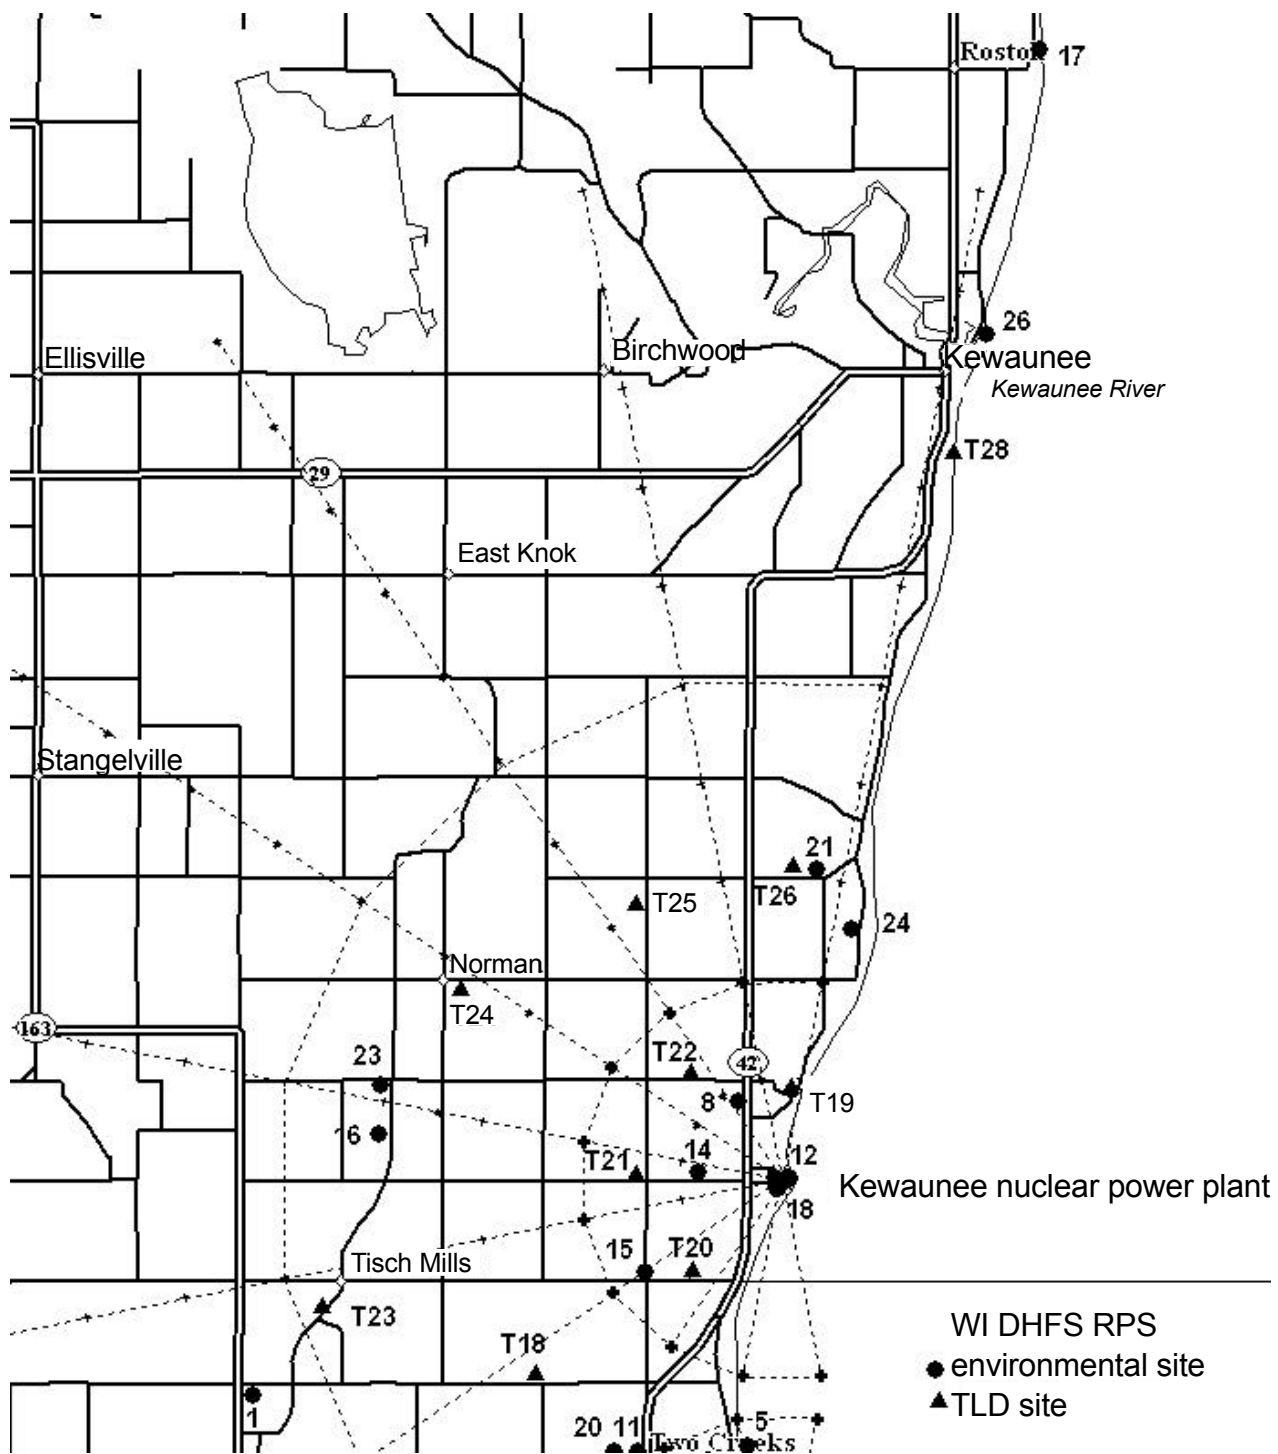 Rostok
17
26
Ellisville
Birchwood
Kewaunee
Kewaunee River
T28
29
East Knok
Stangelville
21
T26
T25
24
Norman
T24
163
23
T22
42
8
T19
6
T21
14
12
Kewaunee nuclear power plant
18
15
T20
Tisch Mills
T23
T18
WI DHFS RPS
environmental site
TLD site
1
20 11
5
Two Creeks